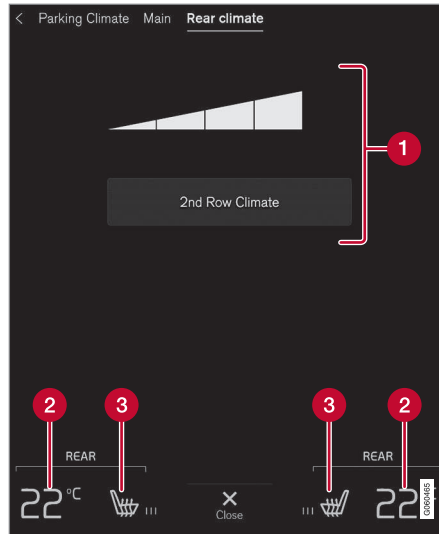 < Parking Climate Main Rear climate
1
2nd Row Climate
2 3 3 2
REAR REAR
22°C 22
Close
G060465